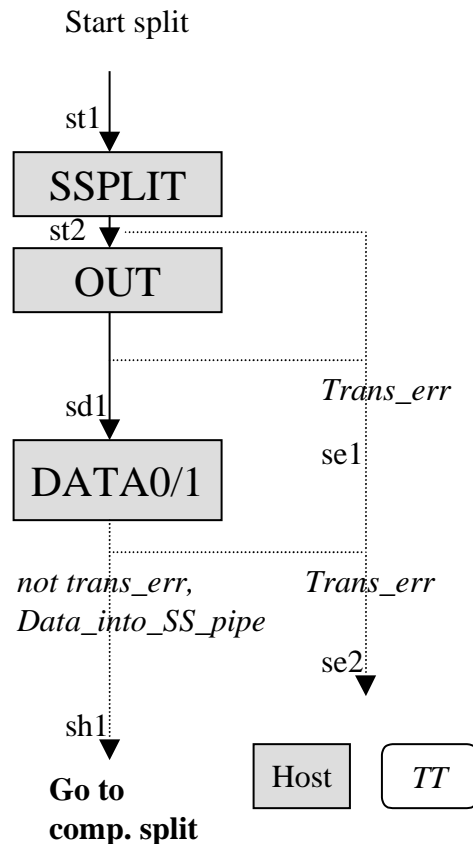 Start split
st1
SSPLIT
st2
OUT
Trans_err
sd1
se1
DATA0/1
not trans_err,
Trans_err
Data_into_SS_pipe
se2
sh1
Host
TT
Go to
comp. split